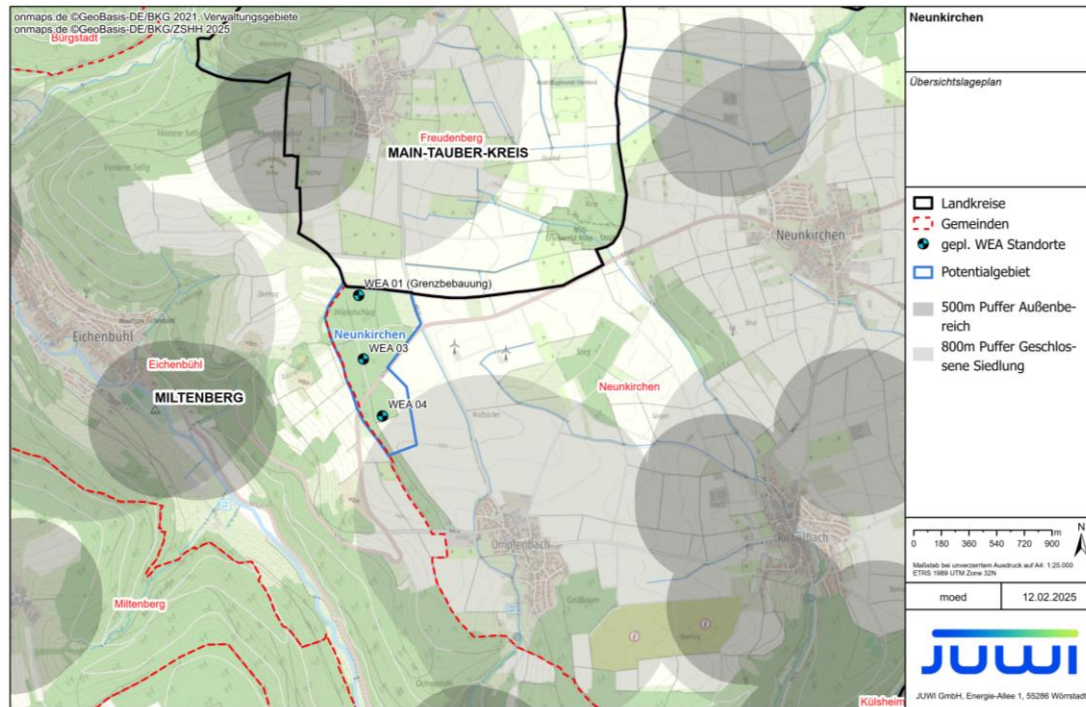 onmaps.de ©GeoBasis-DE/BKG 2021, Verwaltungsgebiete
onmaps.de ©GeoBasis-DE/BKG/ZSHH 2025
Bürgstadt
Freudenberg
MAIN-TAUBER-KREIS
Neunkirchen
WEA 01 (Grenzbebauung)
Neunkirchen
WEA 03
Eichenbühl
Eichenbühl
MILTENBERG
WEA 04
Neunkirchen
Umpfenbach
Richelbach
Miltenberg
Külsheim
Neunkirchen
Übersichtslageplan
Landkreise
Gemeinden
gepl. WEA Standorte
Potentialgebiet
500m Puffer Außenbe-
reich
800m Puffer Geschlos-
sene Siedlung
0 180 360 540 720 900 m
N
Maßstab bei unverzerrtem Ausdruck auf A4: 1:25.000
ETRS 1989 UTM Zone 32N
moed 12.02.2025
JUWI
JUWI GmbH, Energie-Allee 1, 55286 Wörrstadt